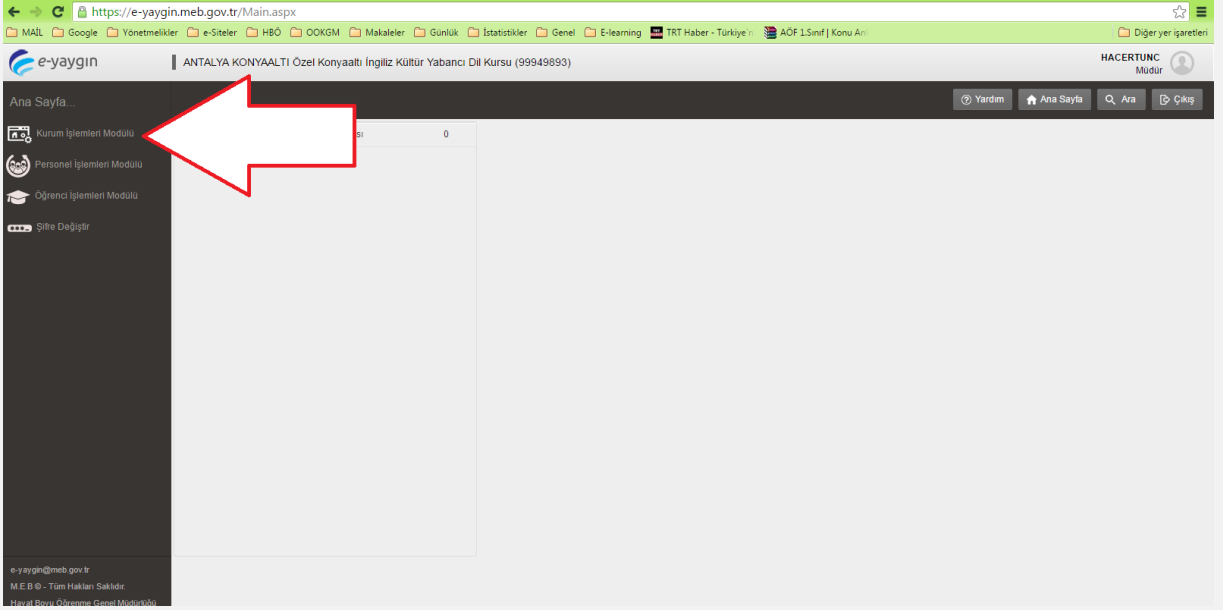 https://e-yaygin.meb.gov.tr/Main.aspx
MAİL Google Yönetmelikler e-Siteler HBÖ OOKGM Makaleler Günlük İstatistikler Genel E-learning TRT Haber - Türkiye'n AÖF 1.Sınıf | Konu An Diğer yer işaretleri
e-yaygın
ANTALYA KONYAALTI Özel Konyaaltı İngiliz Kültür Yabancı Dil Kursu (99949893)
HACERTUNC
Müdür
Ana Sayfa...
Yardım Ana Sayfa Ara Çıkış
Kurum İşlemleri Modülü
sı 0
Personel İşlemleri Modülü
Öğrenci İşlemleri Modülü
Şifre Değiştir
e-yaygin@meb.gov.tr
M.E.B © - Tüm Hakları Saklıdır.
Hayat Boyu Öğrenme Genel Müdürlüğü